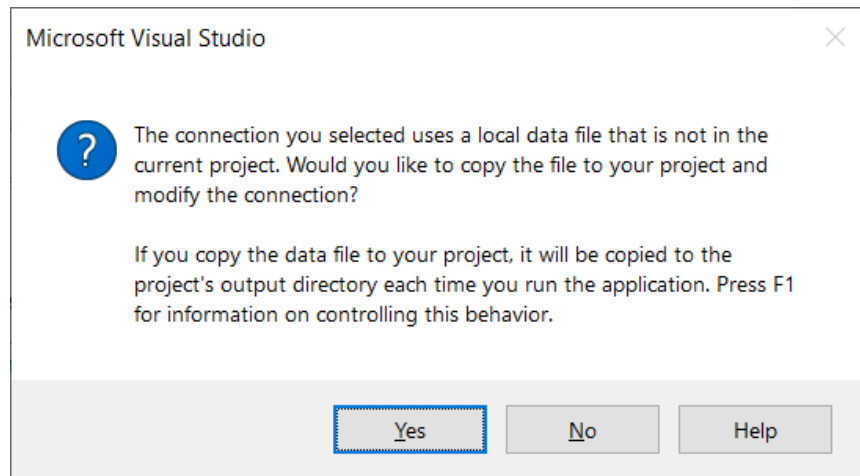 Microsoft Visual Studio
?
The connection you selected uses a local data file that is not in the
current project. Would you like to copy the file to your project and
modify the connection?
If you copy the data file to your project, it will be copied to the
project's output directory each time you run the application. Press F1
for information on controlling this behavior.
Yes No Help